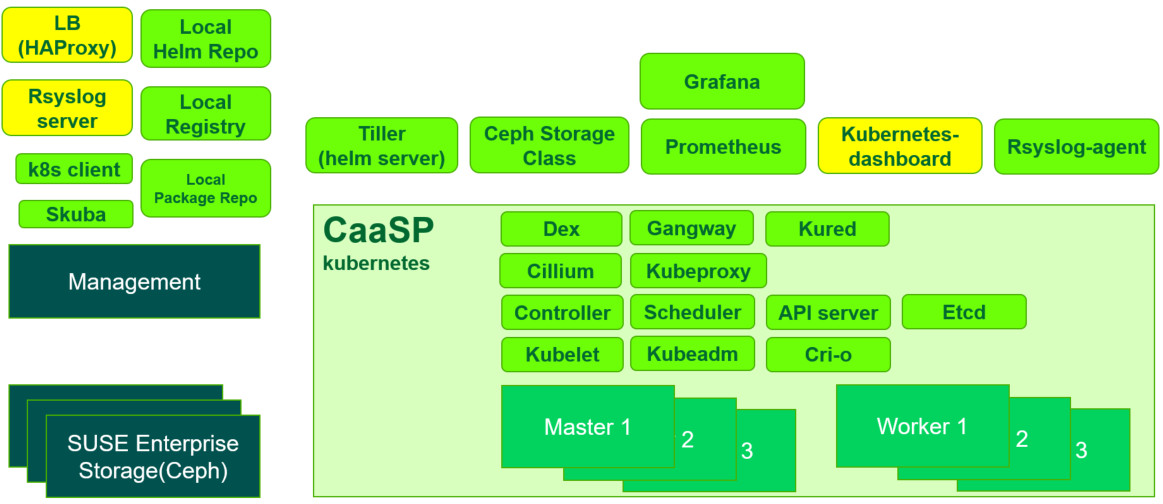 LB
(HAProxy)
Local
Helm Repo
Rsyslog
server
Local
Registry
k8s client
Local
Package Repo
Skuba
Management
SUSE Enterprise
Storage(Ceph)
Grafana
Tiller
(helm server)
Ceph Storage
Class
Prometheus
Kubernetes-
dashboard
Rsyslog-agent
CaaSP
kubernetes
Dex
Gangway
Kured
Cillium
Kubeproxy
Controller
Scheduler
API server
Etcd
Kubelet
Kubeadm
Cri-o
Master 1
2
3
Worker 1
2
3